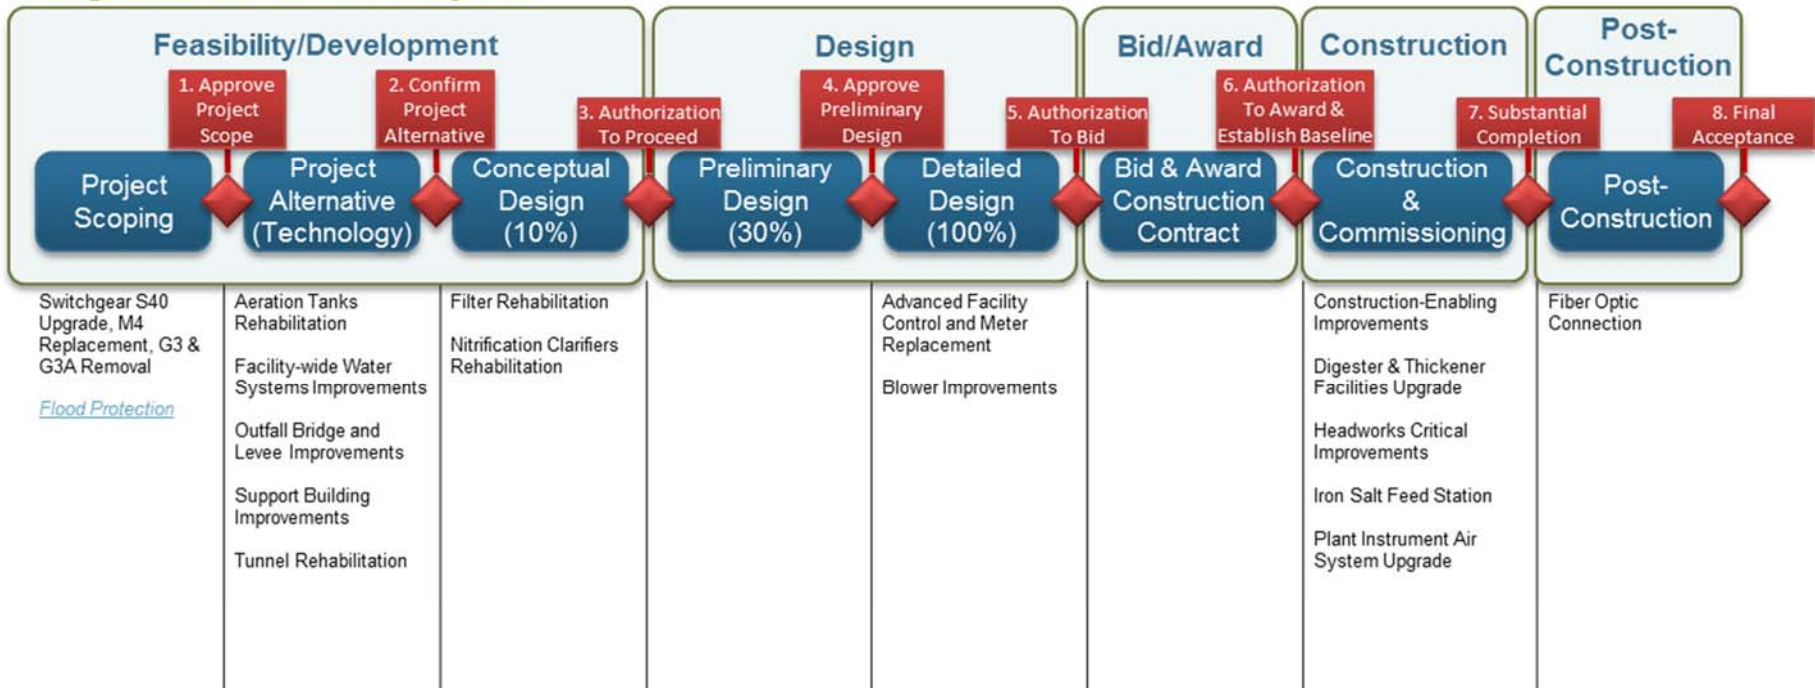 Feasibility/Development
Design
Bid/Award
Construction
Post-
Construction
1. Approve
Project
Scope
2. Confirm
Project
Alternative
3. Authorization
To Proceed
4. Approve
Preliminary
Design
5. Authorization
To Bid
6. Authorization
To Award &
Establish Baseline
7. Substantial
Completion
8. Final
Acceptance
Project
Scoping
Project
Alternative
(Technology)
Conceptual
Design
(10%)
Preliminary
Design
(30%)
Detailed
Design
(100%)
Bid & Award
Construction
Contract
Construction
&
Commissioning
Post-
Construction
Switchgear S40
Upgrade, M4
Replacement, G3 &
G3A Removal
Flood Protection
Aeration Tanks
Rehabilitation
Facility-wide Water
Systems Improvements
Outfall Bridge and
Levee Improvements
Support Building
Improvements
Tunnel Rehabilitation
Filter Rehabilitation
Nitrification Clarifiers
Rehabilitation
Advanced Facility
Control and Meter
Replacement
Blower Improvements
Construction-Enabling
Improvements
Digester & Thickener
Facilities Upgrade
Headworks Critical
Improvements
Iron Salt Feed Station
Plant Instrument Air
System Upgrade
Fiber Optic
Connection